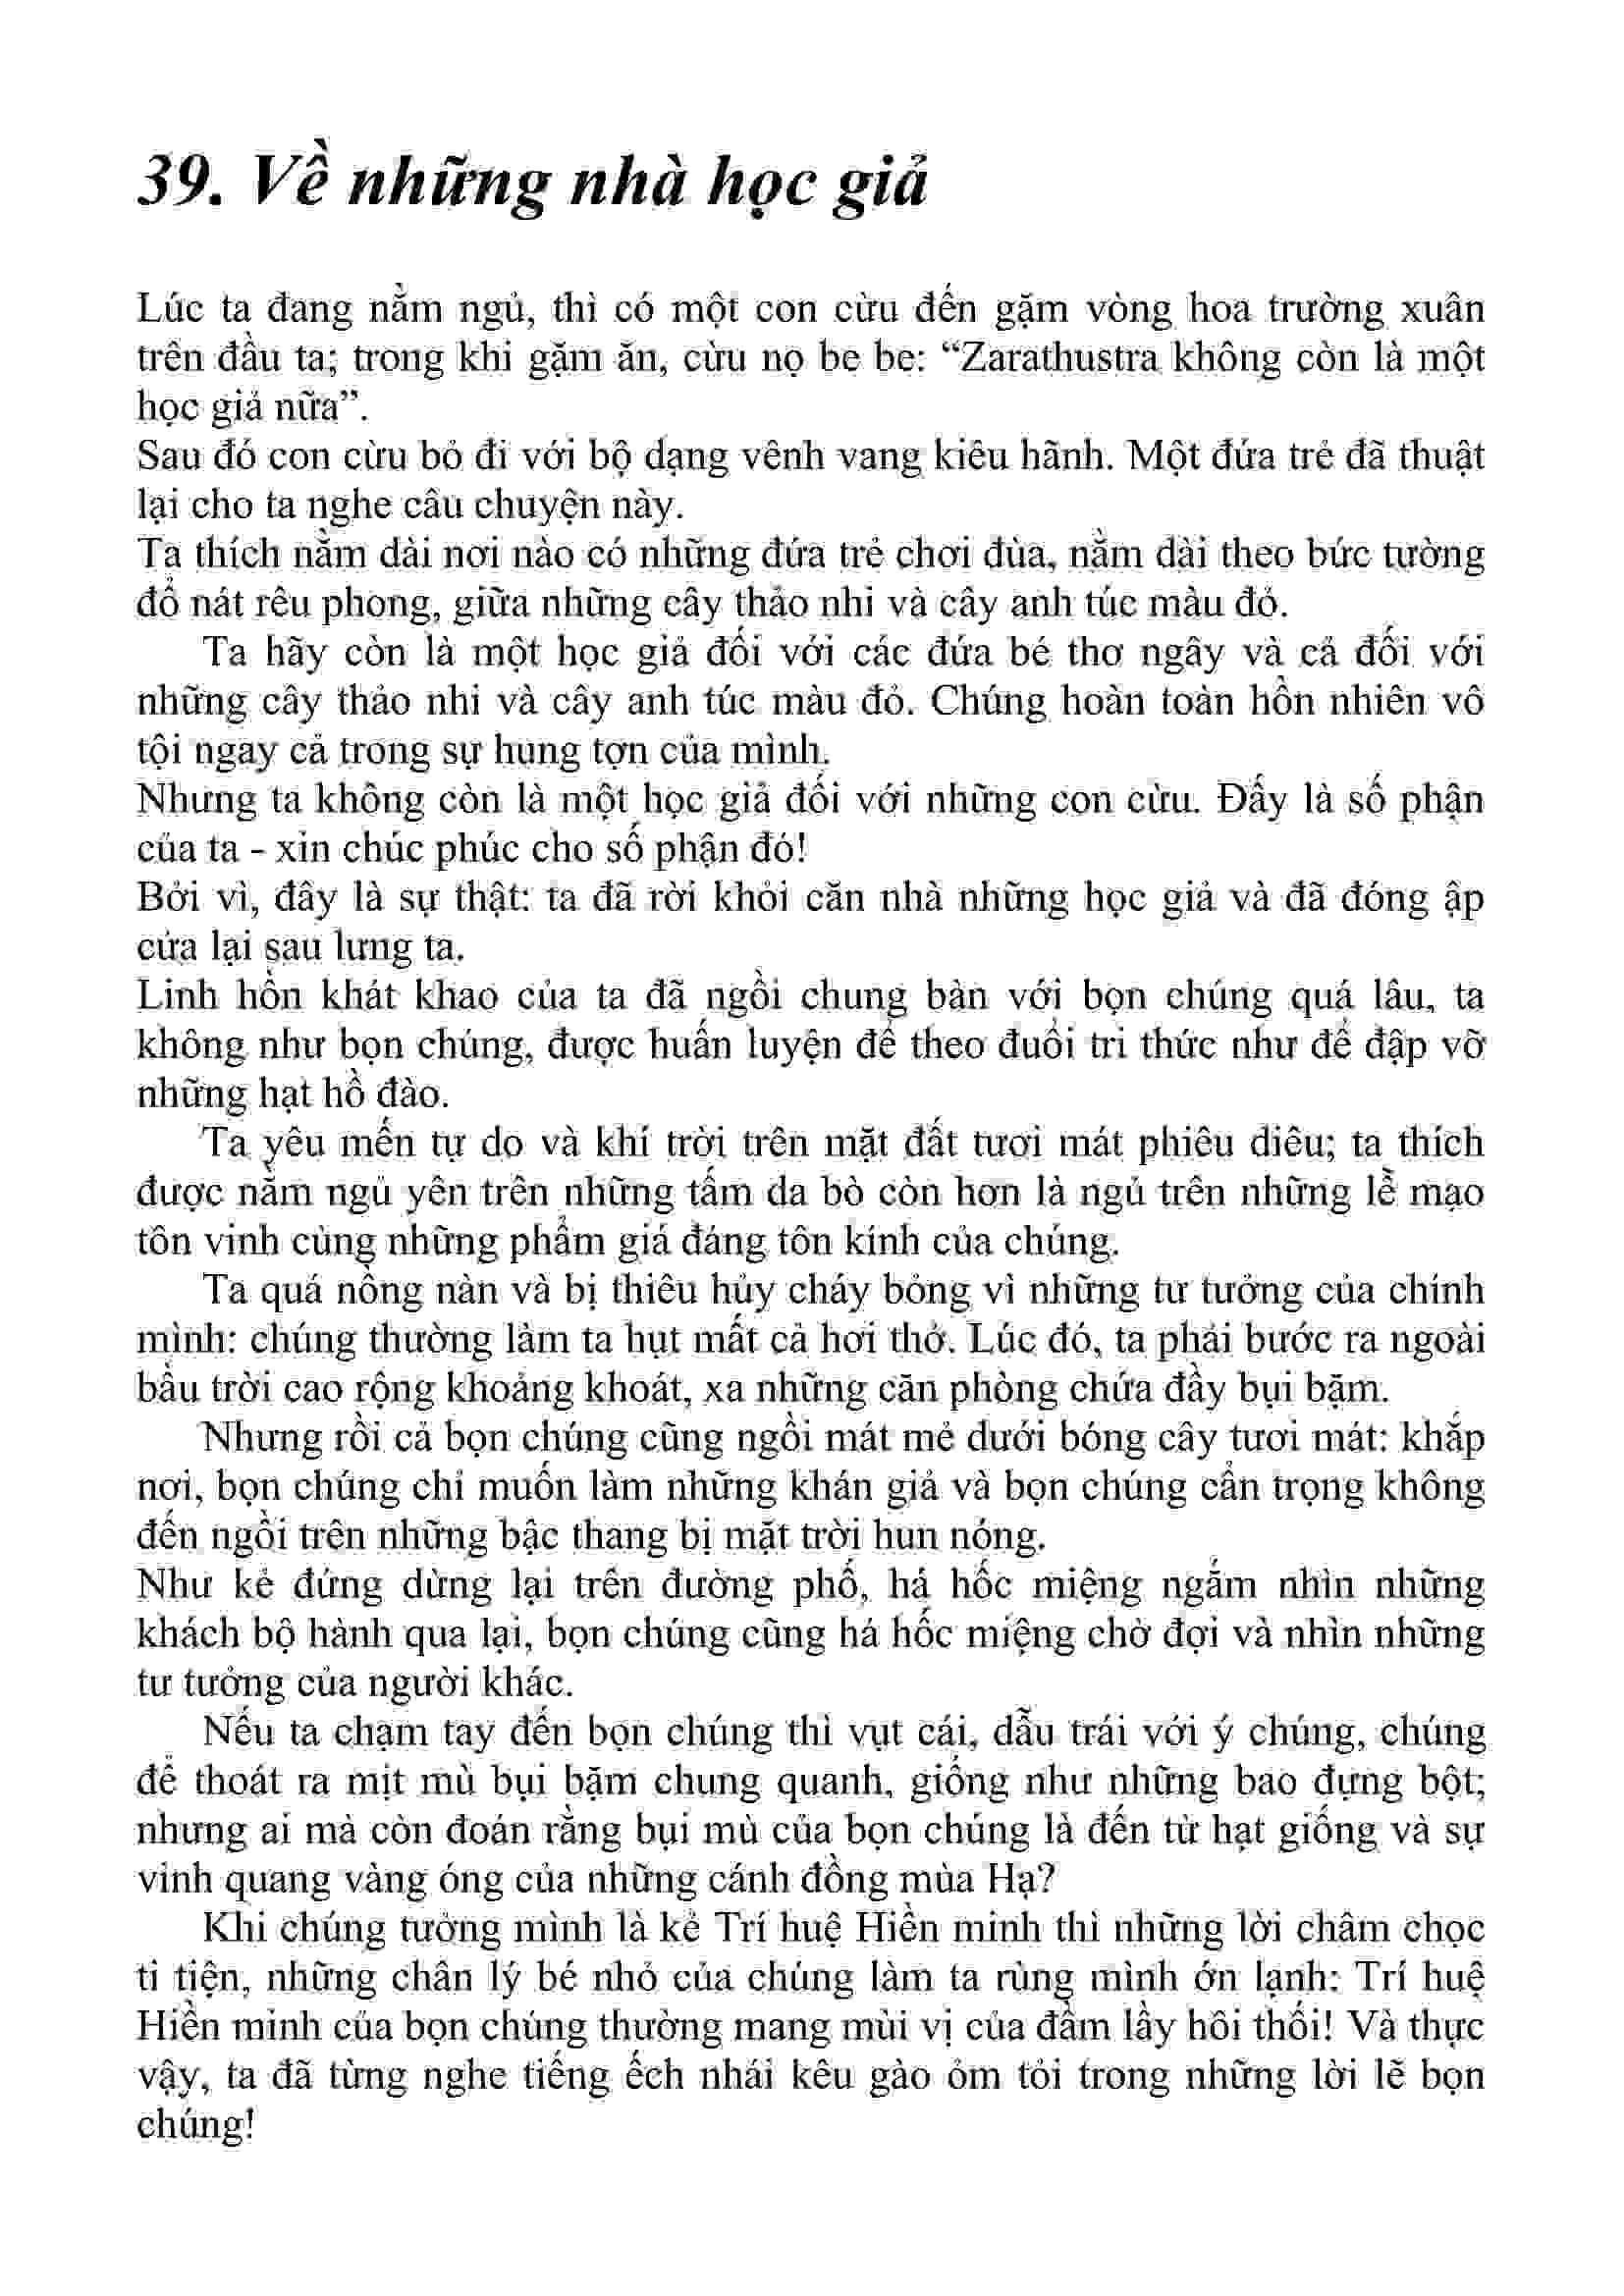 39. Về những nhà học giả
Lúc ta đang nằm ngủ, thì có một con cừu đến gặm vòng hoa trường xuân
trên đầu ta; trong khi gặm ăn, cừu nọ be be: “Zarathustra không còn là một
học giả nữa”.
Sau đó con cừu bỏ đi với bộ dạng vênh vang kiêu hãnh. Một đứa trẻ đã thuật
lại cho ta nghe câu chuyện này.
Ta thích nằm dài nơi nào có những đứa trẻ chơi đùa, nằm dài theo bức tường
đổ nát rêu phong, giữa những cây thảo nhi và cây anh túc màu đỏ.
Ta hãy còn là một học giả đối với các đứa bé thơ ngây và cả đối với
những cây thảo nhi và cây anh túc màu đỏ. Chúng hoàn toàn hồn nhiên vô
tội ngay cả trong sự hung tợn của mình.
Nhưng ta không còn là một học giả đối với những con cừu. Đấy là số phận
của ta - xin chúc phúc cho số phận đó!
Bởi vì, đây là sự thật: ta đã rời khỏi căn nhà những học giả và đã đóng ập
cửa lại sau lưng ta.
Linh hồn khát khao của ta đã ngồi chung bàn với bọn chúng quá lâu, ta
không như bọn chúng, được huấn luyện để theo đuổi tri thức như để đập vỡ
những hạt hồ đào.
Ta yêu mến tự do và khí trời trên mặt đất tươi mát phiêu diêu; ta thích
được nằm ngủ yên trên những tấm da bò còn hơn là ngủ trên những lề mạo
tôn vinh cùng những phẩm giá đáng tôn kính của chúng.
Ta quá nồng nàn và bị thiêu hủy cháy bỏng vì những tư tưởng của chính
mình: chúng thường làm ta hụt mất cả hơi thở. Lúc đó, ta phải bước ra ngoài
bầu trời cao rộng khoảng khoát, xa những căn phòng chứa đầy bụi bặm.
Nhưng rồi cả bọn chúng cũng ngồi mát mẻ dưới bóng cây tươi mát: khắp
nơi, bọn chúng chỉ muốn làm những khán giả và bọn chúng cẩn trọng không
đến ngồi trên những bậc thang bị mặt trời hun nóng.
Như kẻ đứng dừng lại trên đường phố, há hốc miệng ngắm nhìn những
khách bộ hành qua lại, bọn chúng cũng há hốc miệng chờ đợi và nhìn những
tư tưởng của người khác.
Nếu ta chạm tay đến bọn chúng thì vụt cái, dẫu trái với ý chúng, chúng
để thoát ra mịt mù bụi bặm chung quanh, giống như những bao đựng bột;
nhưng ai mà còn đoán rằng bụi mù của bọn chúng là đến từ hạt giống và sự
vinh quang vàng óng của những cánh đồng mùa Hạ?
Khi chúng tưởng mình là kẻ Trí huệ Hiền minh thì những lời châm chọc
ti tiện, những chân lý bé nhỏ của chúng làm ta rùng mình ớn lạnh: Trí huệ
Hiền minh của bọn chúng thường mang mùi vị của đầm lầy hôi thối! Và thực
vậy, ta đã từng nghe tiếng ếch nhái kêu gào ỏm tỏi trong những lời lẽ bọn
chúng!